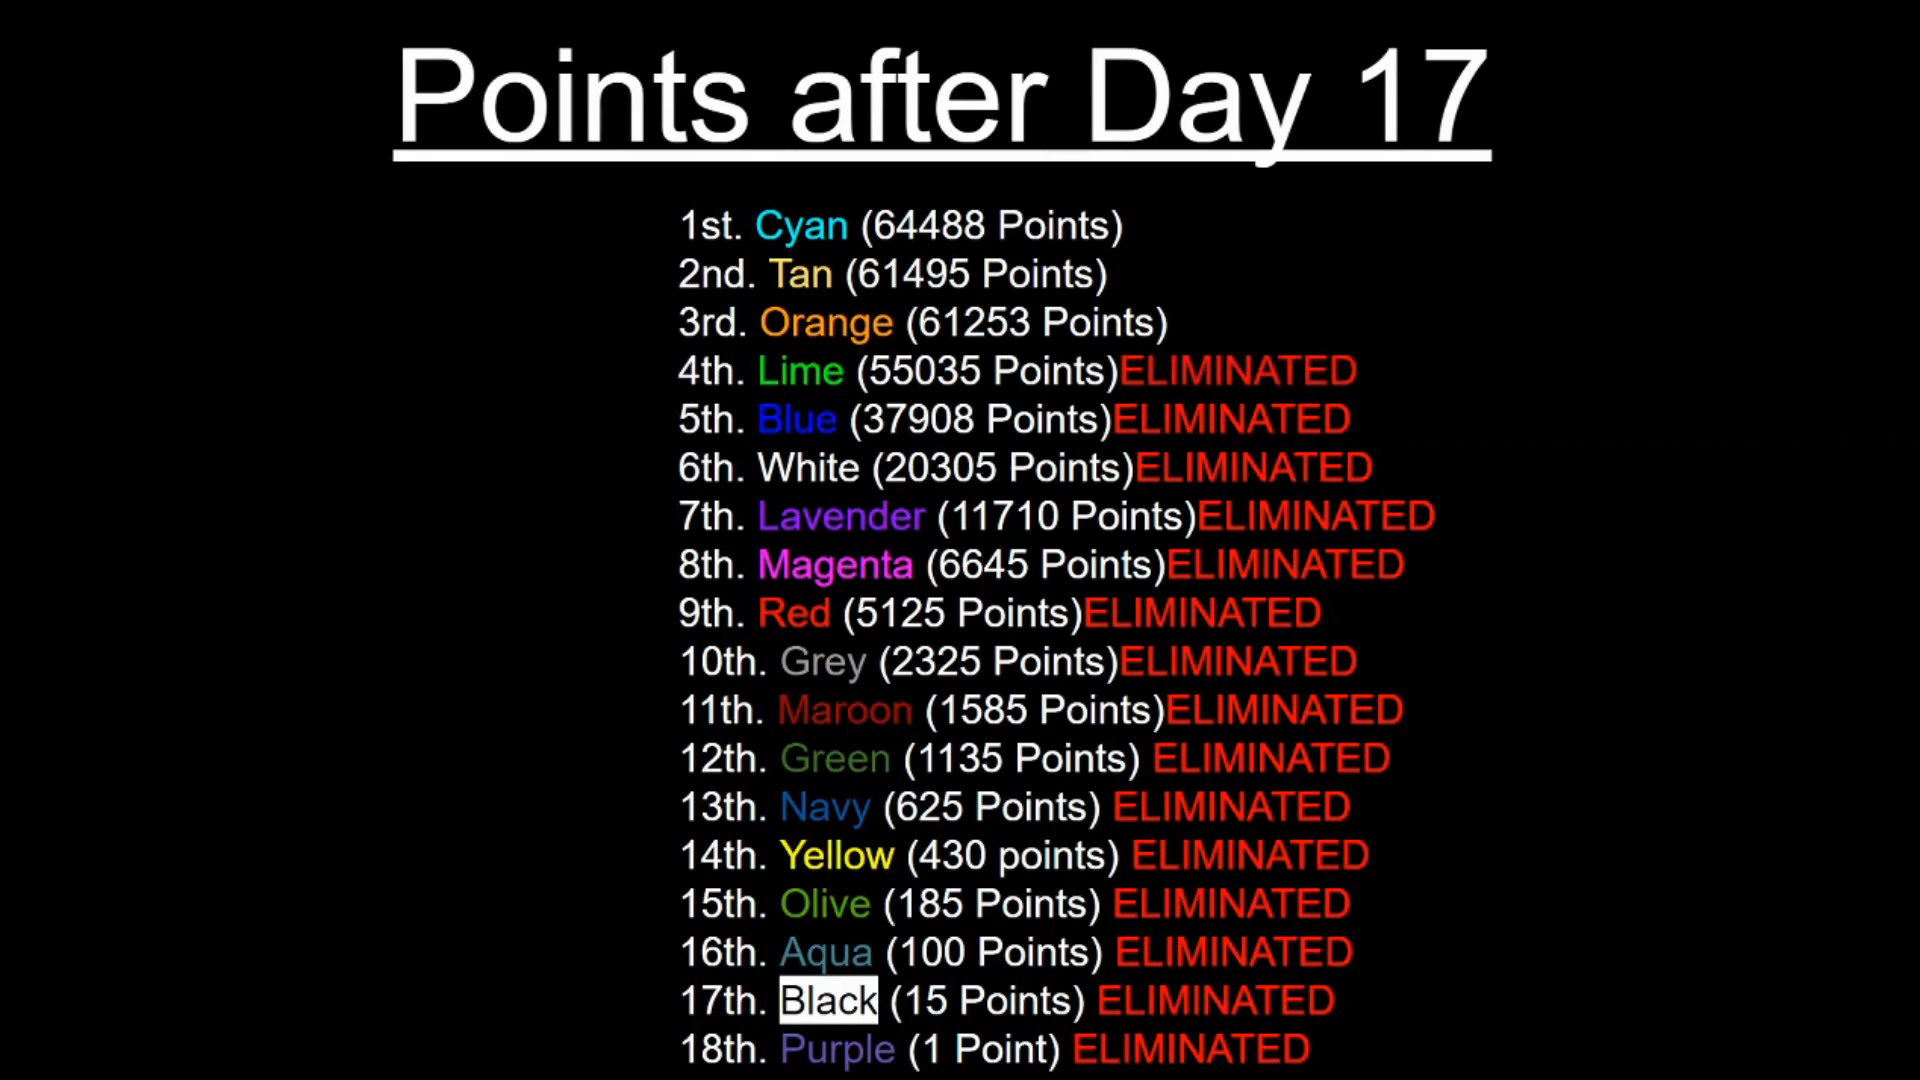 Points after Day 17
1st. Cyan (64488 Points)
2nd. Tan (61495 Points)
3rd. Orange (61253 Points)
4th. Lime (55035 Points)ELIMINATED
5th. Blue (37908 Points)ELIMINATED
6th. White (20305 Points)ELIMINATED
7th. Lavender (11710 Points)ELIMINATED
8th. Magenta (6645 Points)ELIMINATED
9th. Red (5125 Points)ELIMINATED
10th. Grey (2325 Points)ELIMINATED
11th. Maroon (1585 Points)ELIMINATED
12th. Green (1135 Points) ELIMINATED
13th. Navy (625 Points) ELIMINATED
14th. Yellow (430 points) ELIMINATED
15th. Olive (185 Points) ELIMINATED
16th. Aqua (100 Points) ELIMINATED
17th. Black (15 Points) ELIMINATED
18th. Purple (1 Point) ELIMINATED